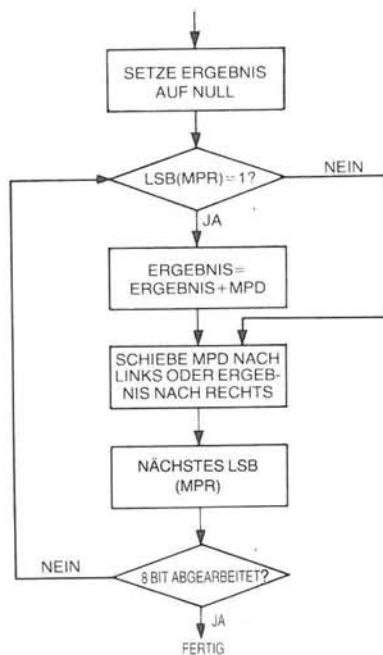 SETZE ERGEBNIS
AUF NULL
LSB(MPR)=1?
NEIN
JA
ERGEBNIS=
ERGEBNIS+MPD
SCHIEBE MPD NACH
LINKS ODER ERGEB-
NIS NACH RECHTS
NÄCHSTES LSB
(MPR)
NEIN
8 BIT ABGEARBEITET?
JA
FERTIG